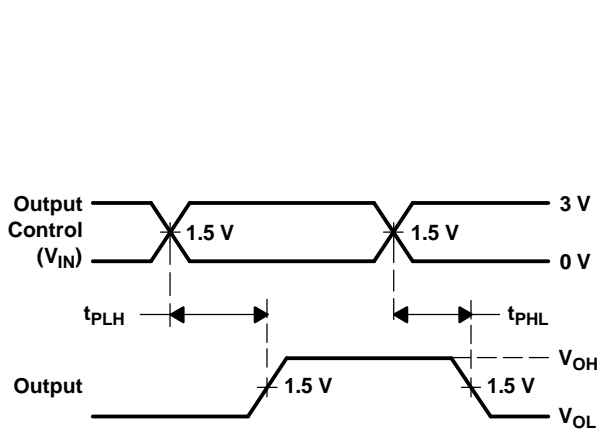 Output
Control
(VIN)
1.5 V
1.5 V
3 V
0 V
tPLH
tPHL
Output
1.5 V
1.5 V
VOH
VOL